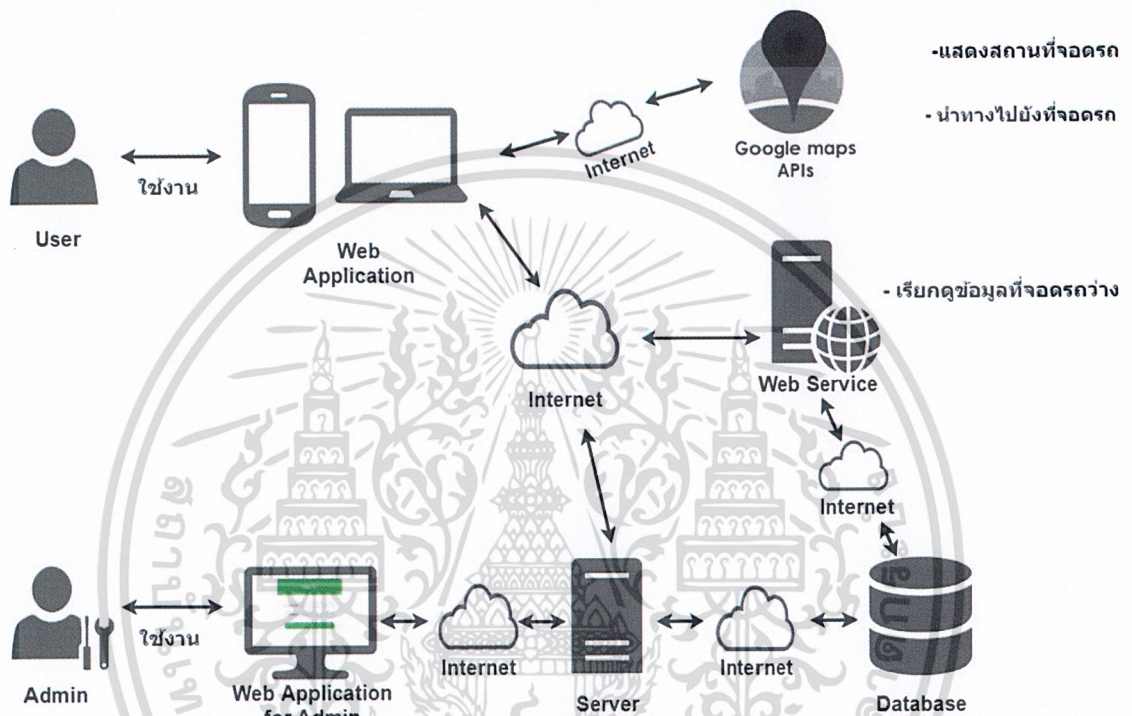 -แสดงสถานที่จอดรถ
- นำทางไปยังที่จอดรถ
Internet
Google maps
APIs
ใช้งาน
User
Web
Application
- เรียกดูข้อมูลที่จอดรถว่าง
Web Service
Internet
Internet
ใช้งาน
Internet
Internet
Admin
Web Application
for Admin
Server
Database